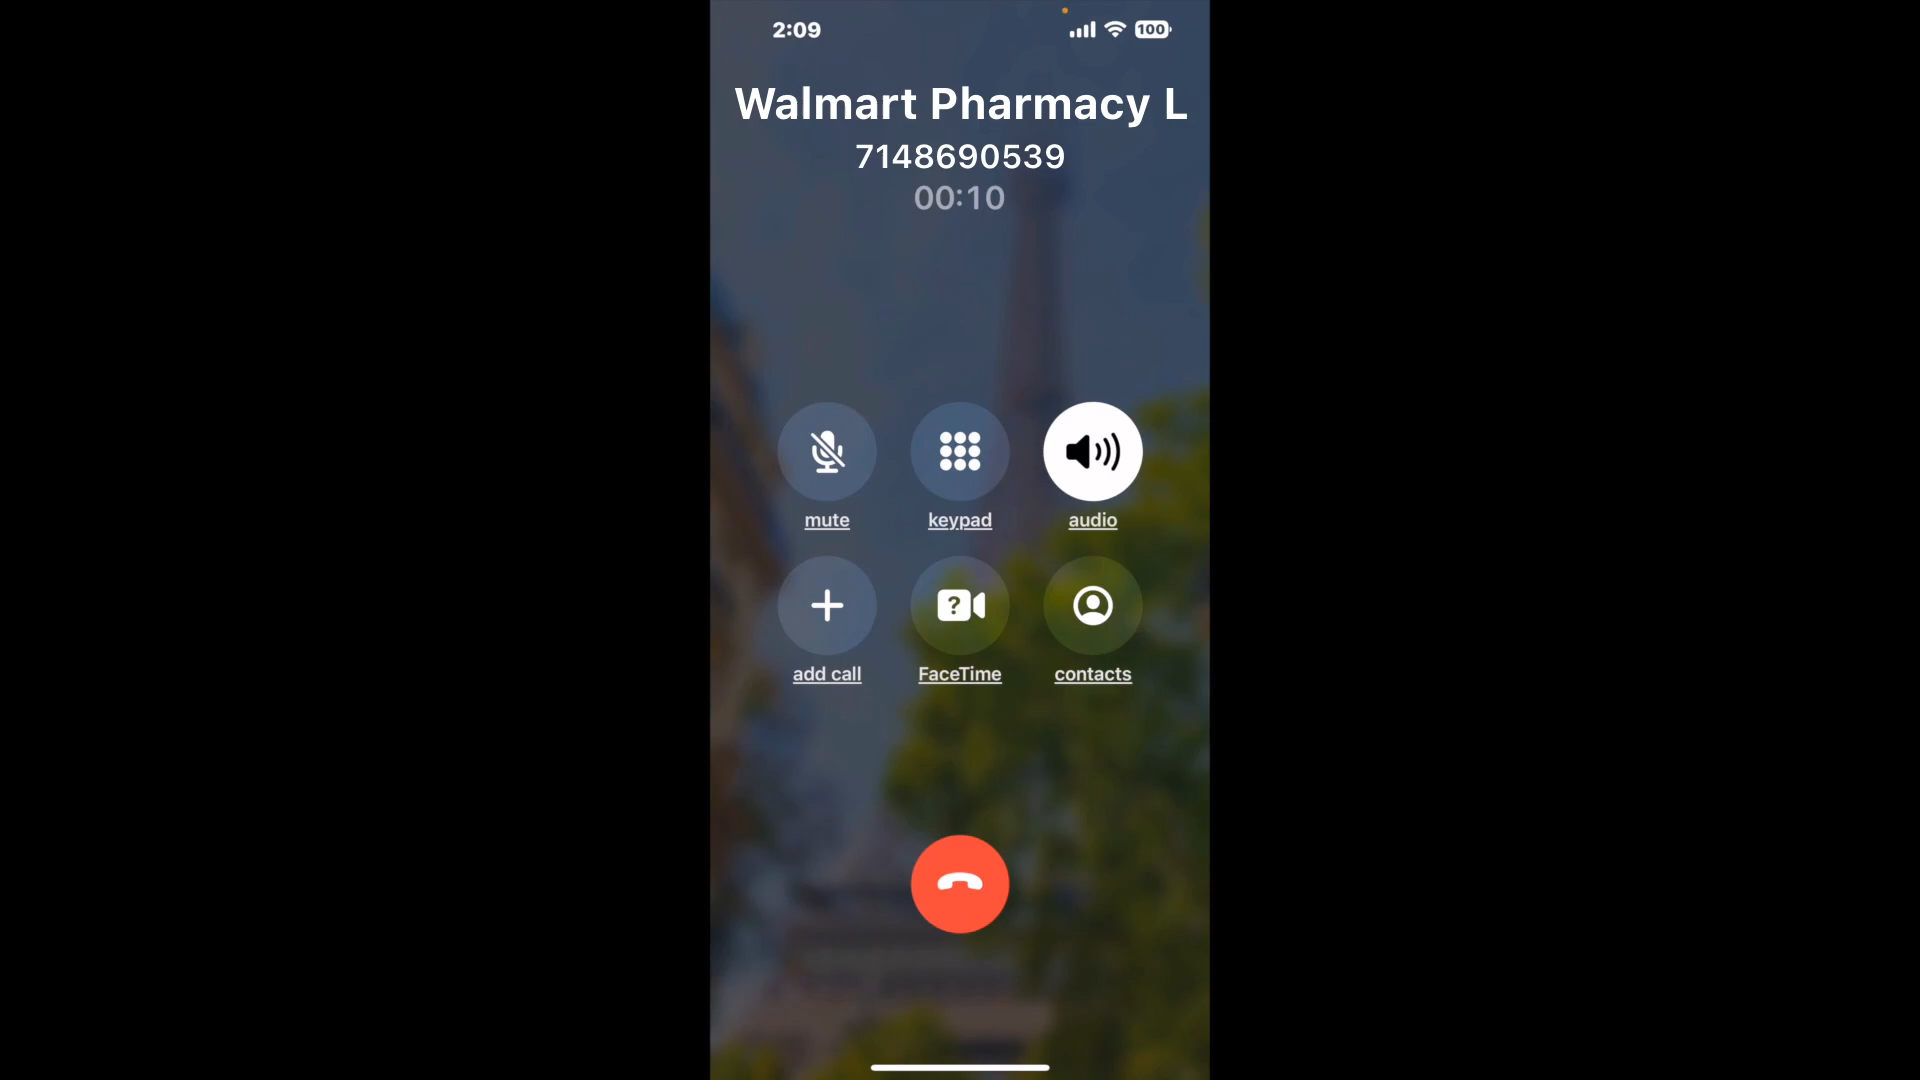 2:09
100
Walmart Pharmacy L
7148690539
00:10
mute
keypad
audio
?
add call
FaceTime
contacts